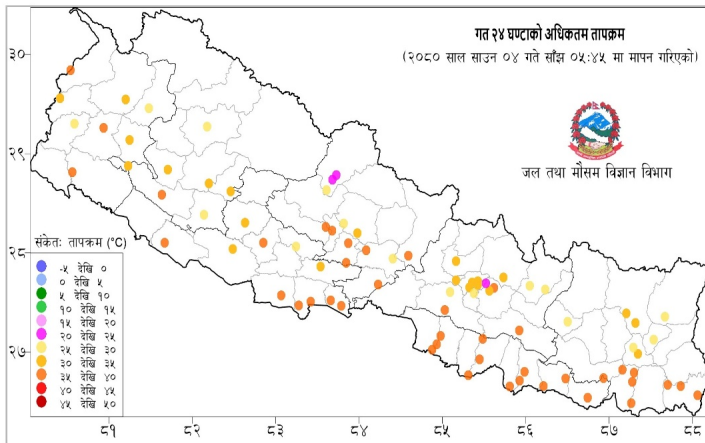 गत २४ घण्टाको अधिकतम तापक्रम
(२०८० साल साउन ०४ गते साँझ ०५:४५ मा मापन गरिएको)
जल तथा मौसम विज्ञान विभाग
संकेत: तापक्रम (°C)
-५ देखि ०
० देखि ५
५ देखि १०
१० देखि १५
१५ देखि २०
२० देखि २५
२५ देखि ३०
३० देखि ३५
३५ देखि ४०
४० देखि ४५
४५ देखि ५०
३०
२९
२८
२७
८१ ८२ ८३ ८४ ८५ ८६ ८७ ८८